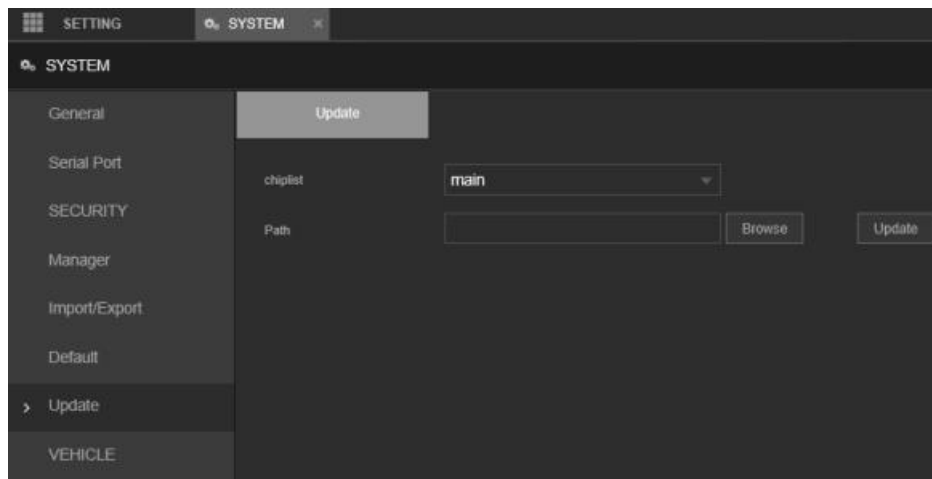 SETTING
SYSTEM ×
SYSTEM
General
Serial Port
SECURITY
Manager
Import/Export
Default
Update
VEHICLE
Update
chiplist
main
Path
Browse
Update